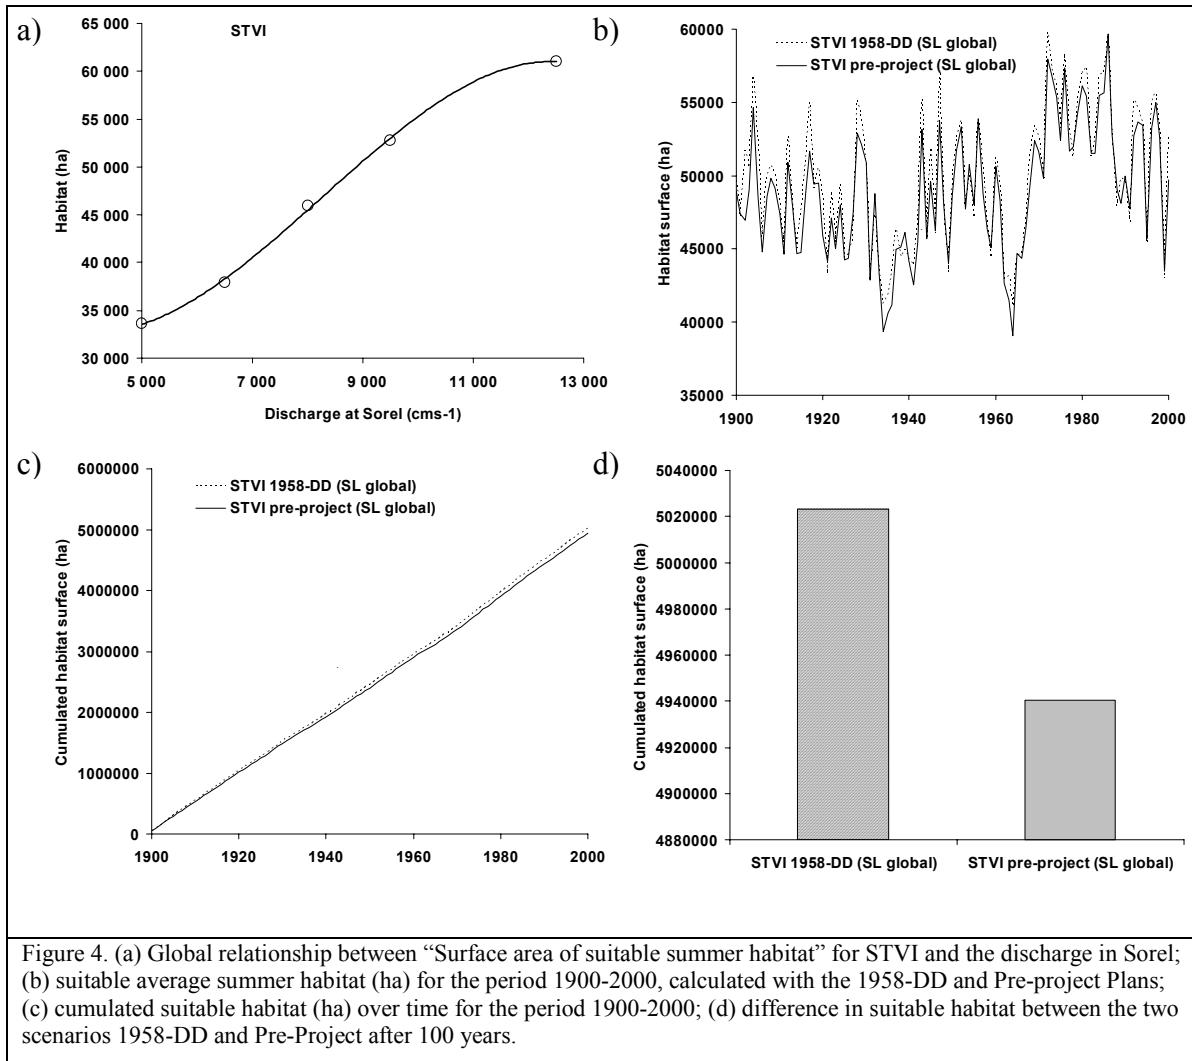 a)
STVI
65 000
60 000
55 000
50 000
45 000
40 000
35 000
30 000
Habitat (ha)
5 000 7 000 9 000 11 000 13 000
Discharge at Sorel (cms-1)
b)
STVI 1958-DD (SL global)
STVI pre-project (SL global)
60000
55000
50000
45000
40000
35000
Habitat surface (ha)
1900 1920 1940 1960 1980 2000
c)
STVI 1958-DD (SL global)
STVI pre-project (SL global)
6000000
5000000
4000000
3000000
2000000
1000000
0
Cumulated habitat surface (ha)
1900 1920 1940 1960 1980 2000
d)
5040000
5020000
5000000
4980000
4960000
4940000
4920000
4900000
4880000
Cumulated habitat surface (ha)
STVI 1958-DD (SL global) STVI pre-project (SL global)
Figure 4. (a) Global relationship between “Surface area of suitable summer habitat” for STVI and the discharge in Sorel;
(b) suitable average summer habitat (ha) for the period 1900-2000, calculated with the 1958-DD and Pre-project Plans;
(c) cumulated suitable habitat (ha) over time for the period 1900-2000; (d) difference in suitable habitat between the two
scenarios 1958-DD and Pre-Project after 100 years.